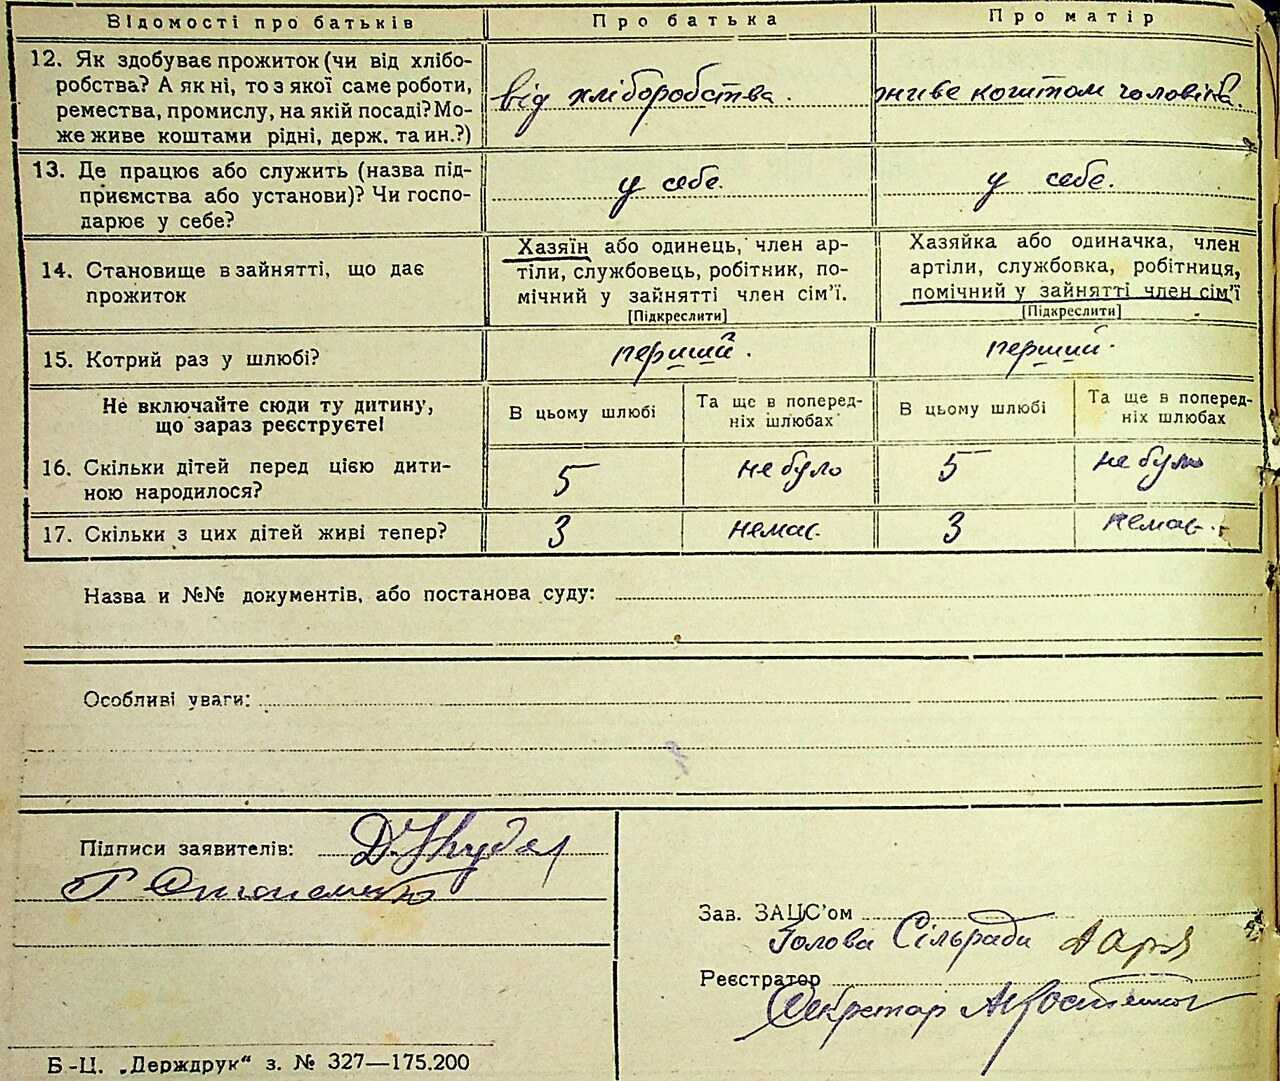 Відомості про батьків Про батька Про матір
12. Як здобуває прожиток (чи від хлібо-
робства? А як ні, то з якої саме роботи,
ремества, промислу, на якій посаді? Мо-
же живе коштами рідні, держ. та ин.?)
від хліборобства.
живе коштом чоловіка.
13. Де працює або служить (назва під-
приємства або установи)? Чи госпо-
дарює у себе?
у себе.
у себе.
14. Становище в зайнятті, що дає
прожиток
Хазяїн або одинець, член ар-
тіли, службовець, робітник, по-
мічний у зайнятті член сім'ї.
[Підкреслити]
Хазяйка або одиначка, член
артіли, службовка, робітниця,
помічний у зайнятті член сім'ї
[Підкреслити]
15. Котрий раз у шлюбі?
перший.
перший.
Не включайте сюди ту дитину,
що зараз реєструєте!
В цьому шлюбі
Та ще в поперед-
ніх шлюбах
В цьому шлюбі
Та ще в поперед-
ніх шлюбах
16. Скільки дітей перед цією дити-
ною народилося?
5 не було 5 не було
17. Скільки з цих дітей живі тепер?
3 немає. 3 немає.
Назва и №№ документів, або постанова суду:
Особливі уваги:
Підписи заявителів:
Зав. ЗАЦС'ом
Голова Сільради
Реєстратор
Секретар
Б-Ц. „Держдрук" з. № 327—175.200